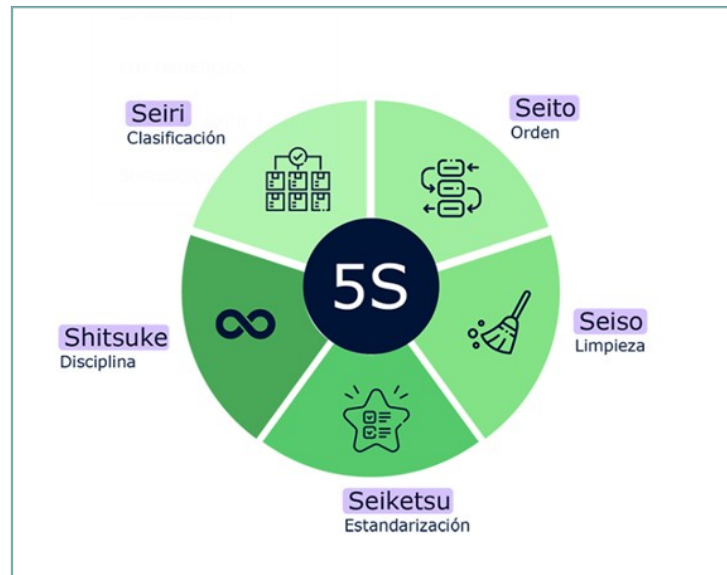 Seiri
Clasificación
Seito
Orden
5S
Seiso
Limpieza
Shitsuke
Disciplina
Seiketsu
Estandarización